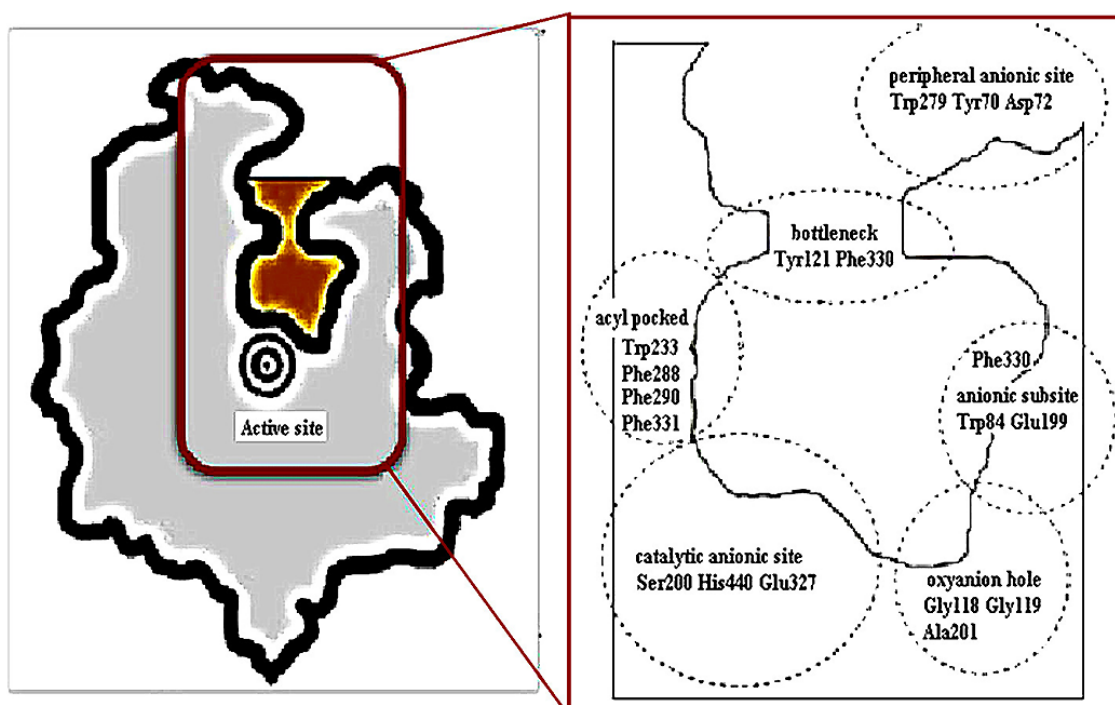 Active site
peripheral anionic site
Trp279 Tyr70 Asp72
bottleneck
Tyr121 Phe330
acyl pocked
Trp233
Phe288
Phe290
Phe331
Phe330
anionic subsite
Trp84 Glu199
catalytic anionic site
Ser200 His440 Glu327
oxyanion hole
Gly118 Gly119
Ala201